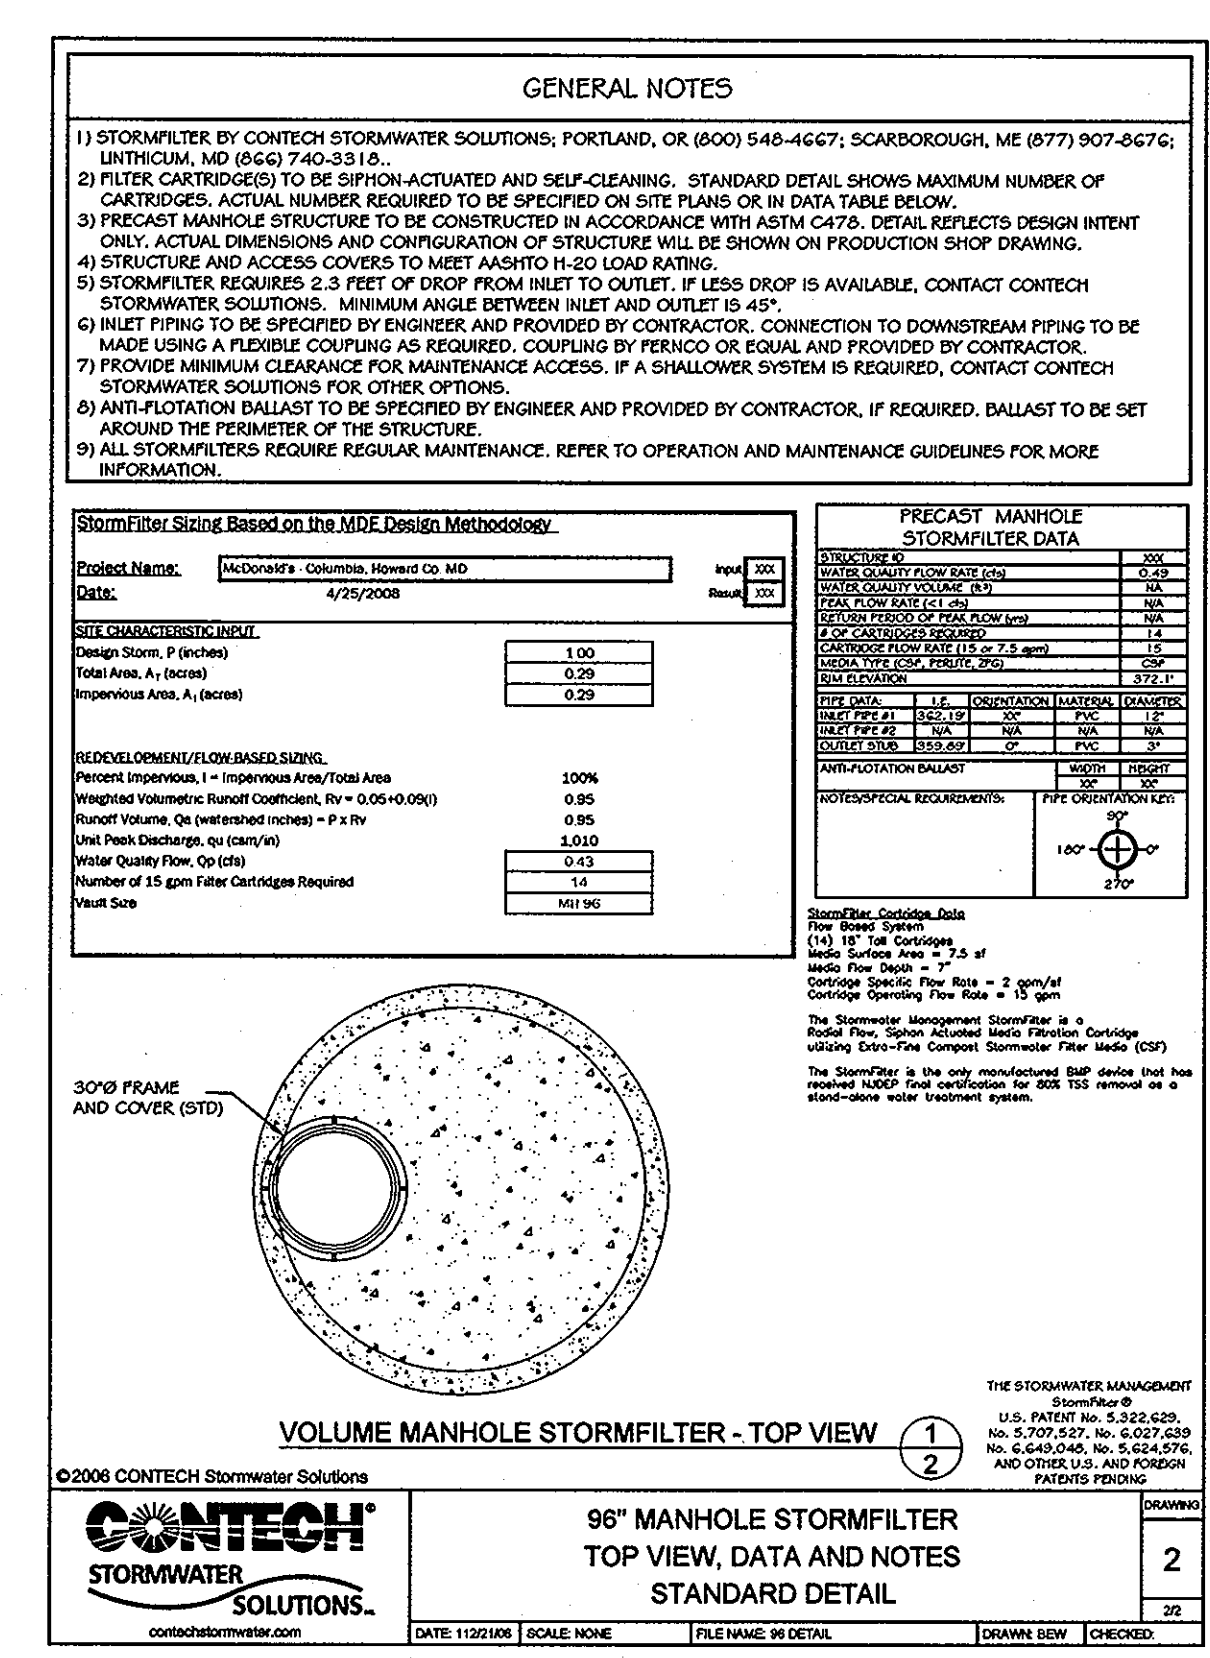 GENERAL NOTES
1) STORMFILTER BY CONTECH STORMWATER SOLUTIONS; PORTLAND, OR (800) 548-4667; SCARBOROUGH, ME (877) 907-8676;
LINTHICUM, MD (866) 740-3318..
2) FILTER CARTRIDGE(S) TO BE SIPHON-ACTUATED AND SELF-CLEANING. STANDARD DETAIL SHOWS MAXIMUM NUMBER OF
CARTRIDGES. ACTUAL NUMBER REQUIRED TO BE SPECIFIED ON SITE PLANS OR IN DATA TABLE BELOW.
3) PRECAST MANHOLE STRUCTURE TO BE CONSTRUCTED IN ACCORDANCE WITH ASTM C478. DETAIL REFLECTS DESIGN INTENT
ONLY. ACTUAL DIMENSIONS AND CONFIGURATION OF STRUCTURE WILL BE SHOWN ON PRODUCTION SHOP DRAWING.
4) STRUCTURE AND ACCESS COVERS TO MEET AASHTO H-20 LOAD RATING.
5) STORMFILTER REQUIRES 2.3 FEET OF DROP FROM INLET TO OUTLET. IF LESS DROP IS AVAILABLE, CONTACT CONTECH
STORMWATER SOLUTIONS. MINIMUM ANGLE BETWEEN INLET AND OUTLET IS 45°.
6) INLET PIPING TO BE SPECIFIED BY ENGINEER AND PROVIDED BY CONTRACTOR. CONNECTION TO DOWNSTREAM PIPING TO BE
MADE USING A FLEXIBLE COUPLING AS REQUIRED. COUPLING BY FERNCO OR EQUAL AND PROVIDED BY CONTRACTOR.
7) PROVIDE MINIMUM CLEARANCE FOR MAINTENANCE ACCESS. IF A SHALLOWER SYSTEM IS REQUIRED, CONTACT CONTECH
STORMWATER SOLUTIONS FOR OTHER OPTIONS.
8) ANTI-FLOTATION BALLAST TO BE SPECIFIED BY ENGINEER AND PROVIDED BY CONTRACTOR, IF REQUIRED. BALLAST TO BE SET
AROUND THE PERIMETER OF THE STRUCTURE.
9) ALL STORMFILTERS REQUIRE REGULAR MAINTENANCE. REFER TO OPERATION AND MAINTENANCE GUIDELINES FOR MORE
INFORMATION.
StormFilter Sizing Based on the MDE Design Methodology
Project Name: McDonald's - Columbia, Howard Co. MD Input XXX
Date: 4/25/2008 Result XXX
SITE CHARACTERISTIC INPUT
Design Storm, P (inches) 1.00
Total Area, AT (acres) 0.29
Impervious Area, AI (acres) 0.29
REDEVELOPMENT/FLOW-BASED SIZING
Percent Impervious, I = Impervious Area/Total Area 100%
Weighted Volumetric Runoff Coefficient, Rv = 0.05+0.09(I) 0.95
Runoff Volume, Qa (watershed inches) = P x Rv 0.95
Unit Peak Discharge, qu (csm/in) 1,010
Water Quality Flow, Qp (cfs) 0.43
Number of 15 gpm Filter Cartridges Required 14
Vault Size MH 96
PRECAST MANHOLE
STORMFILTER DATA
STRUCTURE ID XXX
WATER QUALITY FLOW RATE (cfs) 0.49
WATER QUALITY VOLUME (ft³) NA
PEAK FLOW RATE (<1 cfs) N/A
RETURN PERIOD OF PEAK FLOW (yrs) N/A
# OF CARTRIDGES REQUIRED 14
CARTRIDGE FLOW RATE (15 or 7.5 gpm) 15
MEDIA TYPE (CSF, PERLITE, ZPG) CSF
RIM ELEVATION 372.1'
PIPE DATA: I.E. ORIENTATION MATERIAL DIAMETER
INLET PIPE #1 362.19' XX° PVC 12"
INLET PIPE #2 N/A N/A N/A N/A
OUTLET STUB 359.89' 0° PVC 3"
ANTI-FLOTATION BALLAST WIDTH HEIGHT
XX" XX"
NOTES/SPECIAL REQUIREMENTS: PIPE ORIENTATION KEY:
90°
180° 0°
270°
StormFilter Cartridge Data
Flow Based System
(14) 18" Tall Cartridges
Media Surface Area = 7.5 sf
Media Flow Depth = 7"
Cartridge Specific Flow Rate = 2 gpm/sf
Cartridge Operating Flow Rate = 15 gpm
The Stormwater Management StormFilter is a
Radial Flow, Siphon Actuated Media Filtration Cartridge
utilizing Extra-Fine Compost Stormwater Filter Media (CSF)
The StormFilter is the only manufactured BMP device that has
received NJDEP final certification for 80% TSS removal as a
stand-alone water treatment system.
30"Ø FRAME
AND COVER (STD)
VOLUME MANHOLE STORMFILTER - TOP VIEW 1
2
THE STORMWATER MANAGEMENT
StormFilter®
U.S. PATENT No. 5,322,629,
No. 5,707,527, No. 6,027,639
No. 6,649,048, No. 5,624,576,
AND OTHER U.S. AND FOREIGN
PATENTS PENDING
©2006 CONTECH Stormwater Solutions
CONTECH®
STORMWATER
SOLUTIONS
contechstormwater.com
96" MANHOLE STORMFILTER
TOP VIEW, DATA AND NOTES
STANDARD DETAIL
DRAWING
2
2/2
DATE: 112/21/06 SCALE: NONE FILE NAME: 96 DETAIL DRAWN: BEW CHECKED: